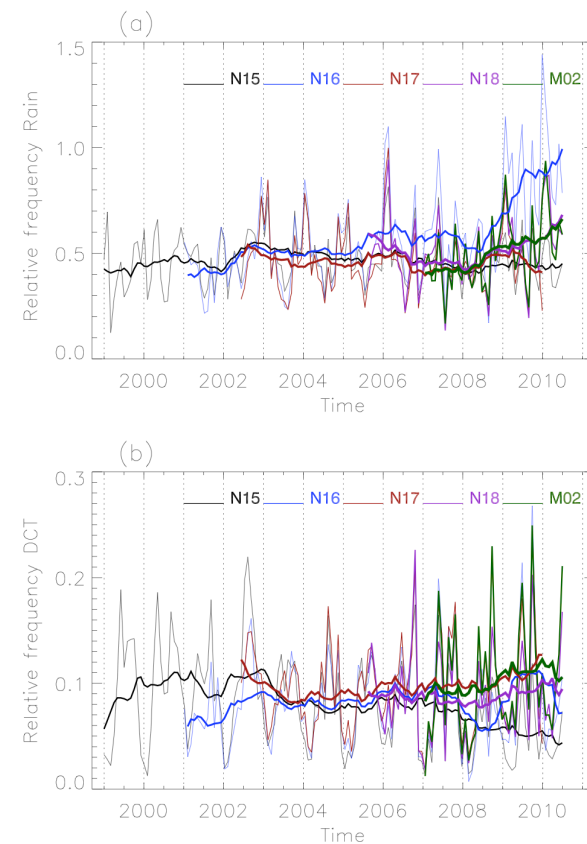 (a)
Relative frequency Rain
1.5
N15 N16 N17 N18 M02
1.0
0.5
0.0
2000 2002 2004 2006 2008 2010
Time
(b)
Relative frequency DCT
0.3
N15 N16 N17 N18 M02
0.2
0.1
0.0
2000 2002 2004 2006 2008 2010
Time